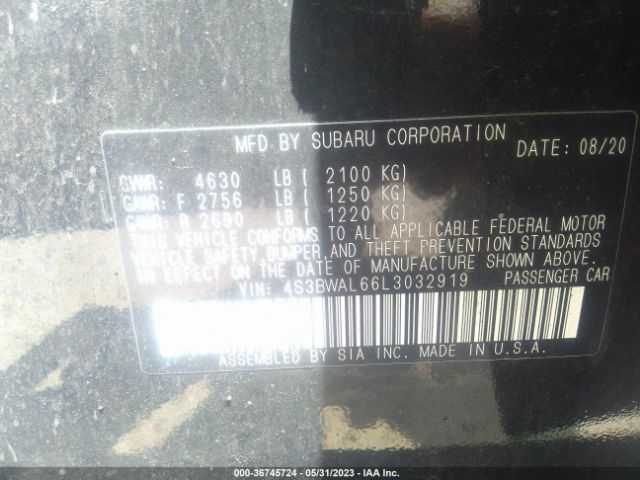 MFD BY SUBARU CORPORATION
DATE: 08/20
GVWR: 4630 LB ( 2100 KG)
GAWR: F 2756 LB ( 1250 KG)
GAWR: R 2690 LB ( 1220 KG)
THIS VEHICLE CONFORMS TO ALL APPLICABLE FEDERAL MOTOR
VEHICLE SAFETY, BUMPER, AND THEFT PREVENTION STANDARDS
IN EFFECT ON THE DATE OF MANUFACTURE SHOWN ABOVE.
VIN: 4S3BWAL66L3032919 PASSENGER CAR
ASSEMBLED BY SIA INC. MADE IN U.S.A.
000-36745724 - 05/31/2023 - IAA Inc.